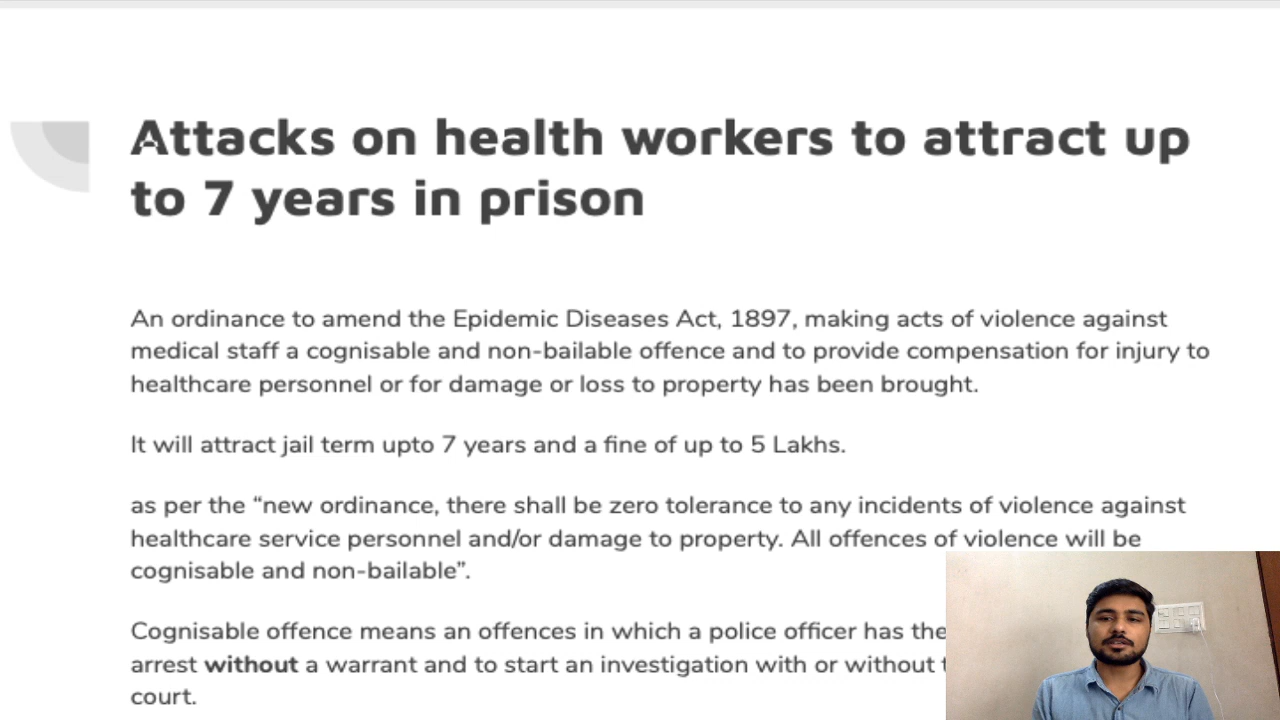 Attacks on health workers to attract up
to 7 years in prison
An ordinance to amend the Epidemic Diseases Act, 1897, making acts of violence against
medical staff a cognisable and non-bailable offence and to provide compensation for injury to
healthcare personnel or for damage or loss to property has been brought.
It will attract jail term upto 7 years and a fine of up to 5 Lakhs.
as per the “new ordinance, there shall be zero tolerance to any incidents of violence against
healthcare service personnel and/or damage to property. All offences of violence will be
cognisable and non-bailable”.
Cognisable offence means an offences in which a police officer has the
arrest without a warrant and to start an investigation with or without
court.